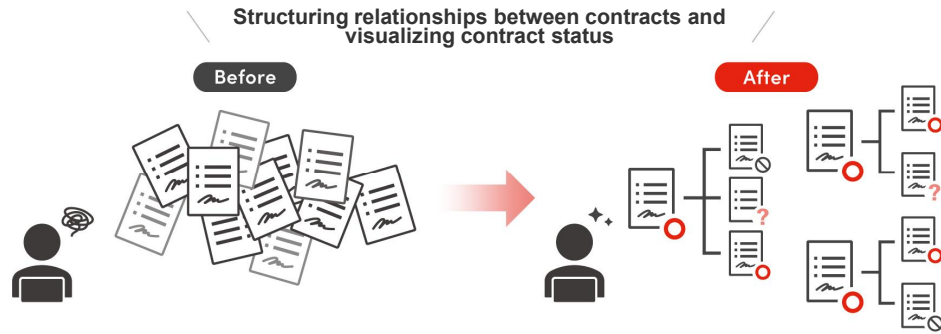 Structuring relationships between contracts and
visualizing contract status
Before
After
?
?